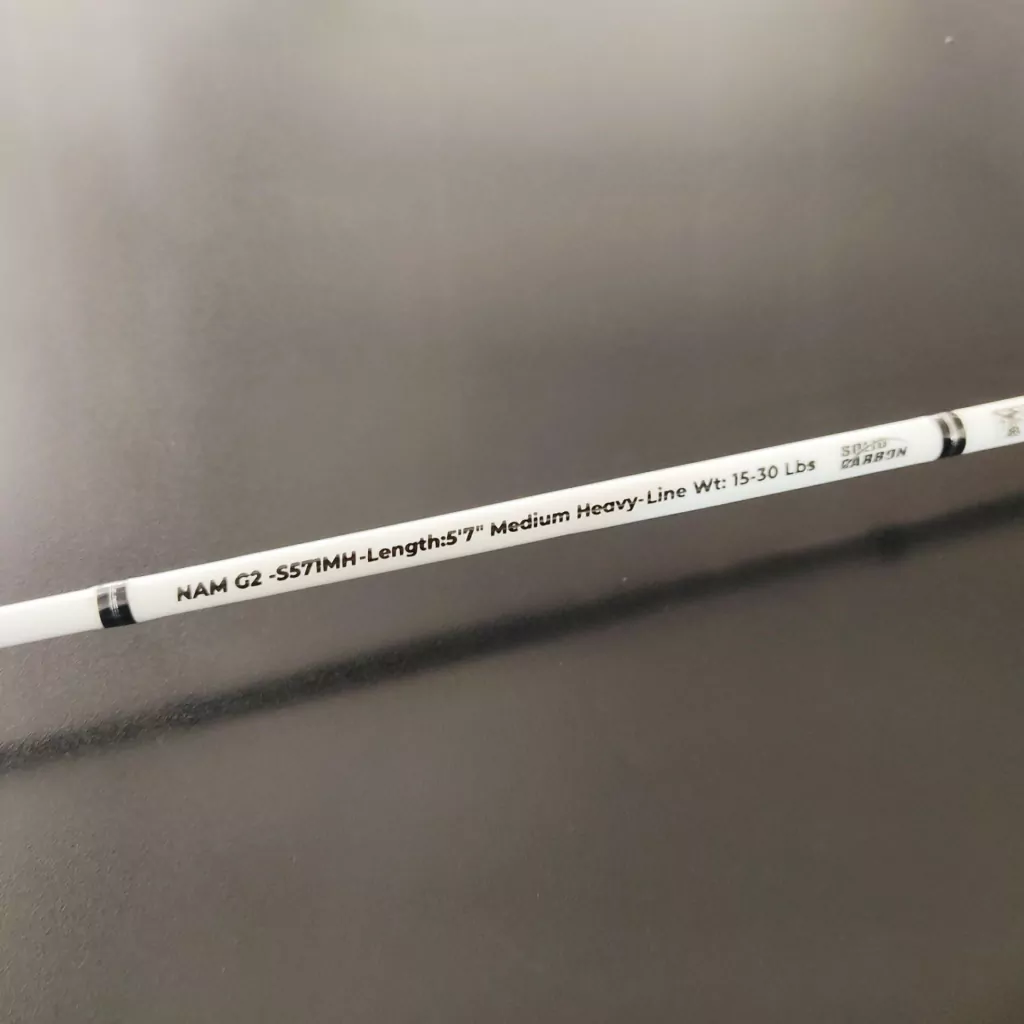 NAM G2 -S571MH-Length:5'7" Medium Heavy-Line Wt: 15-30 Lbs
SOLID
CARBON